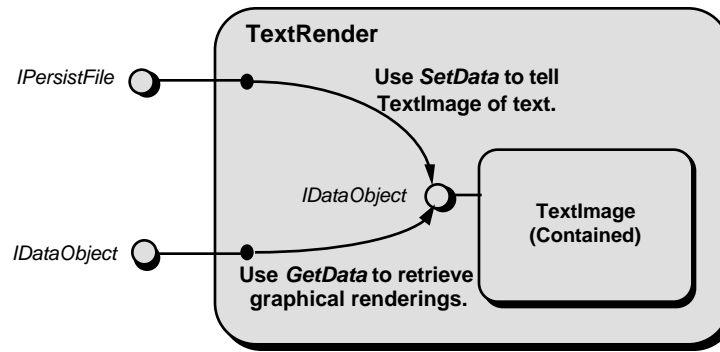 TextRender
IPersistFile
Use SetData to tell
TextImage of text.
IDataObject
TextImage
(Contained)
IDataObject
Use GetData to retrieve
graphical renderings.